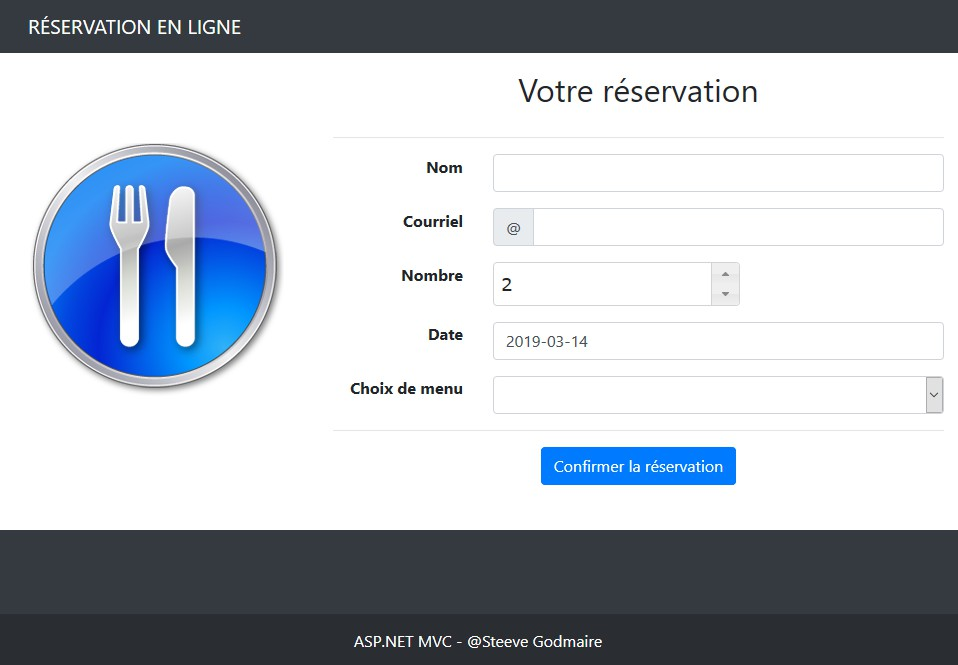 RÉSERVATION EN LIGNE
Votre réservation
Nom
Courriel
@
Nombre
2
Date
2019-03-14
Choix de menu
Confirmer la réservation
ASP.NET MVC - @Steeve Godmaire